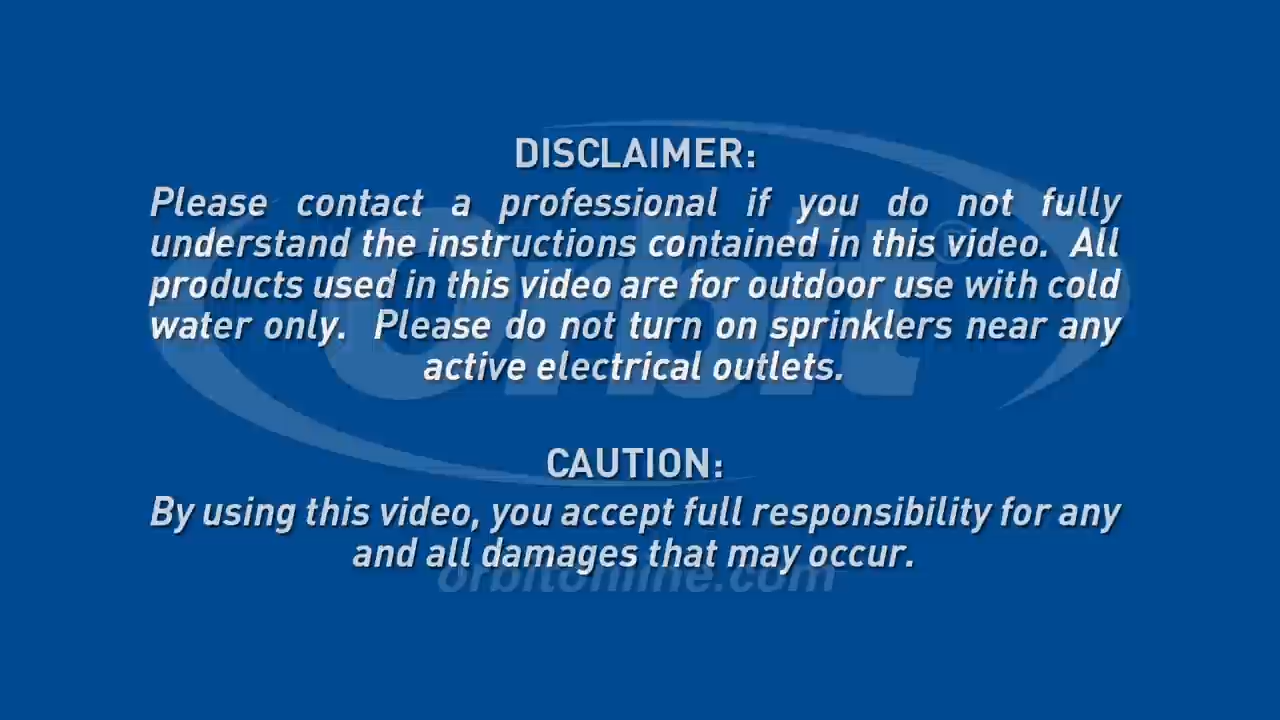 DISCLAIMER:
Please contact a professional if you do not fully
understand the instructions contained in this video. All
products used in this video are for outdoor use with cold
water only. Please do not turn on sprinklers near any
active electrical outlets.
Orbit®
CAUTION:
By using this video, you accept full responsibility for any
and all damages that may occur.
orbitonline.com